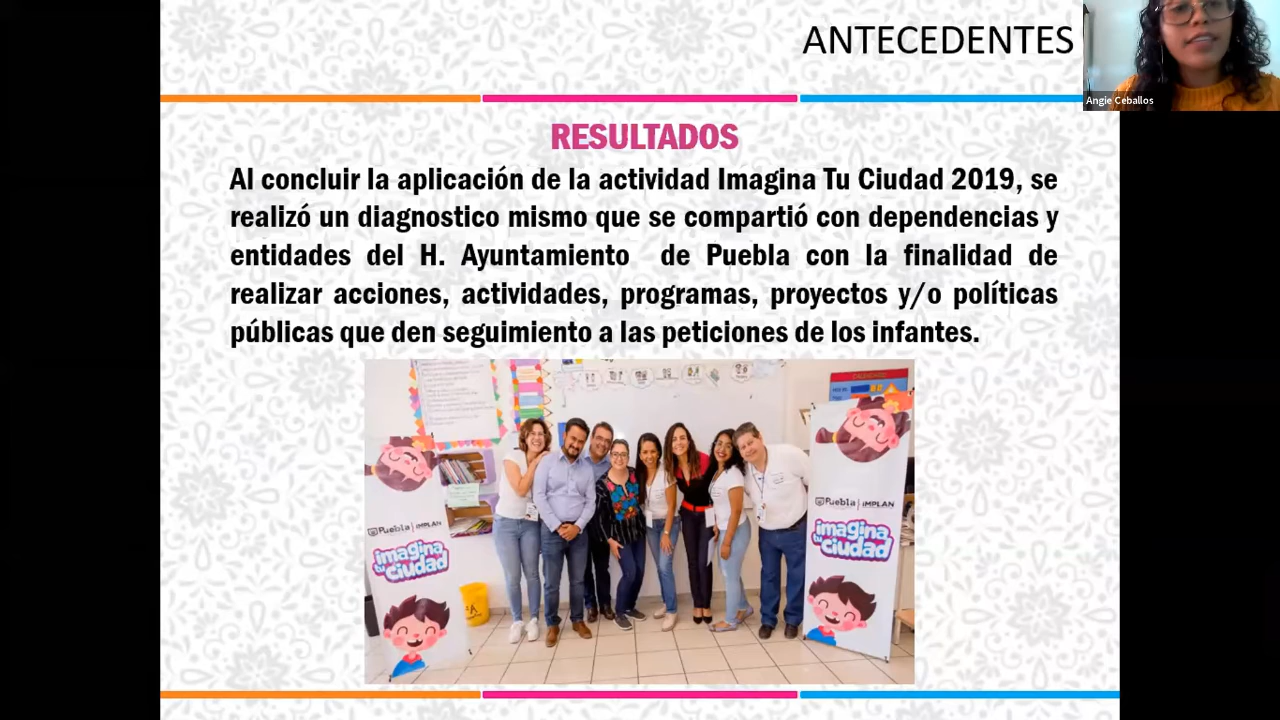 ANTECEDENTES
Angie Ceballos
RESULTADOS
Al concluir la aplicación de la actividad Imagina Tu Ciudad 2019, se
realizó un diagnostico mismo que se compartió con dependencias y
entidades del H. Ayuntamiento de Puebla con la finalidad de
realizar acciones, actividades, programas, proyectos y/o políticas
públicas que den seguimiento a las peticiones de los infantes.
Puebla | IMPLAN
imagina
tu ciudad
Puebla | IMPLAN
imagina
tu ciudad